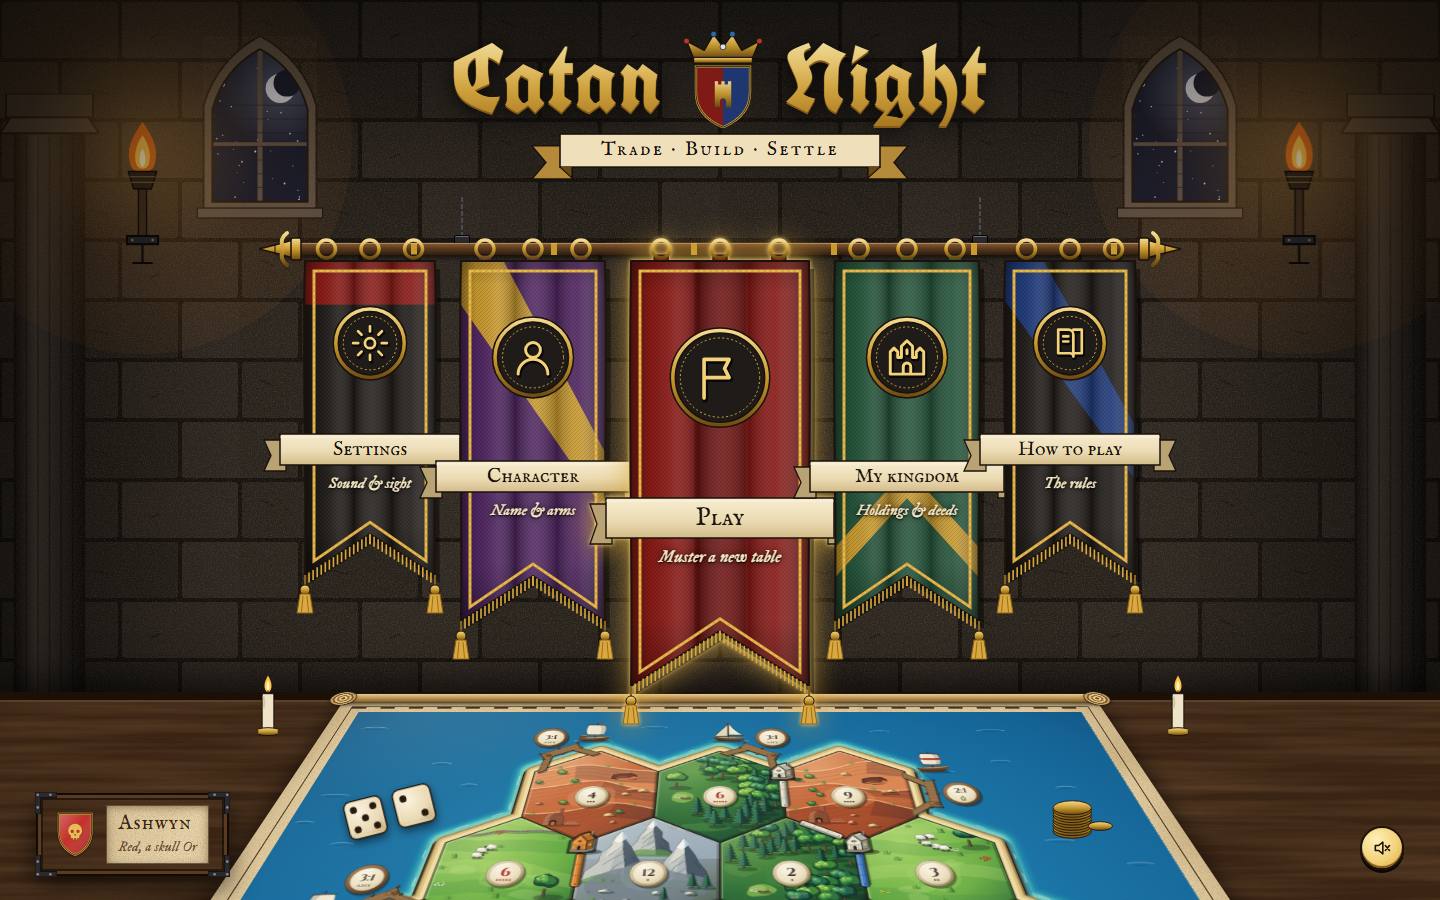 Catan Night
Trade · Build · Settle
Settings
Sound & sight
Character
Name & arms
Play
Muster a new table
My kingdom
Holdings & deeds
How to play
The rules
3:1
3:1
4
6
9
2:1
3:1
6
12
2
3
Ashwyn
Red, a skull Or